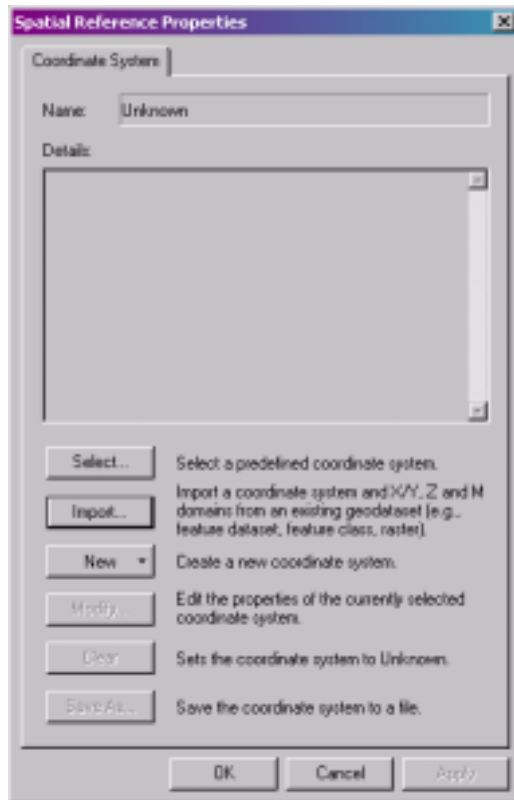 Spatial Reference Properties
Coordinate System
Name: Unknown
Details:
Select... Select a predefined coordinate system.
Import... Import a coordinate system and X/Y, Z and M
domains from an existing geodataset (e.g.,
feature dataset, feature class, raster).
New Create a new coordinate system.
Modify... Edit the properties of the currently selected
coordinate system.
Clear Sets the coordinate system to Unknown.
Save As... Save the coordinate system to a file.
OK Cancel Apply